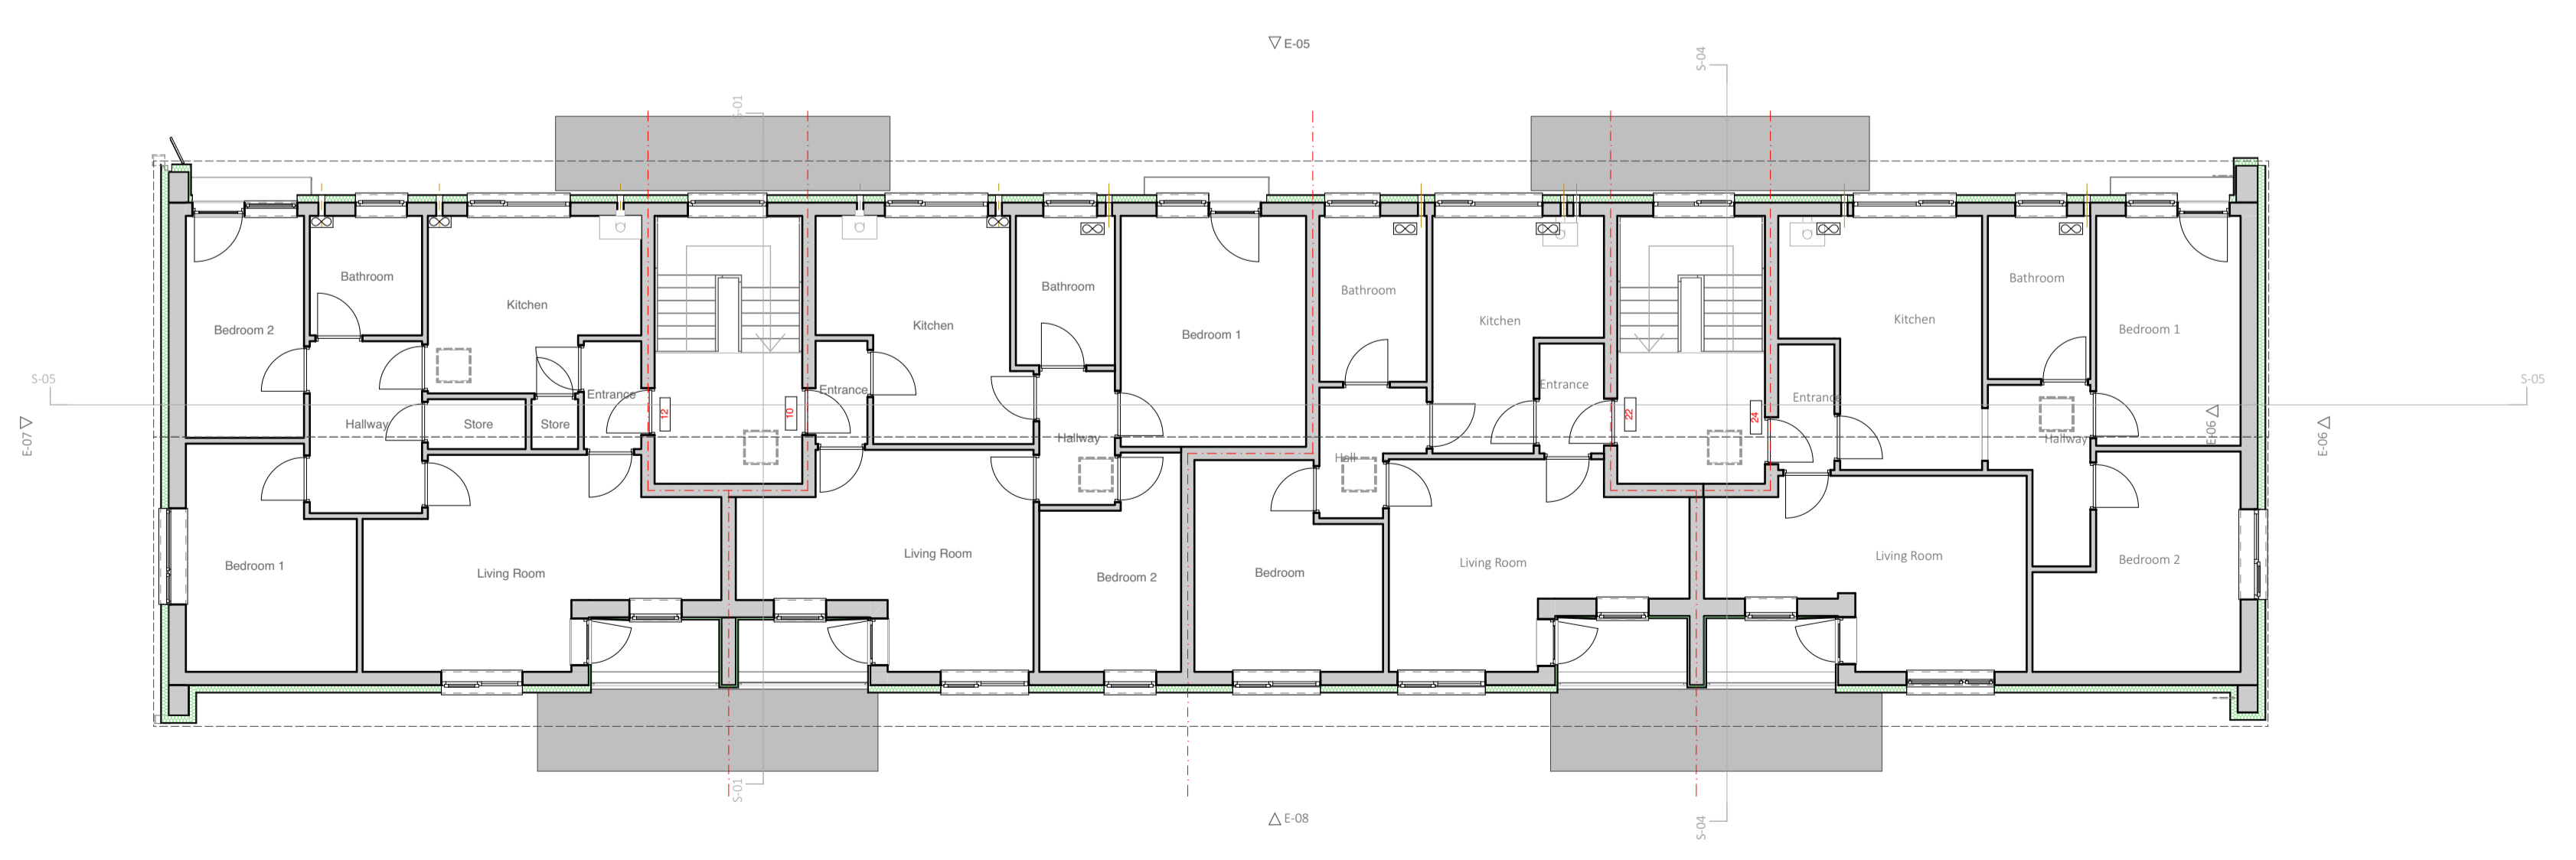 E-05
S-04
S-01
Bathroom
Kitchen
Bedroom 2
Bathroom
Kitchen
Bedroom 1
Bathroom
Kitchen
Kitchen
Bathroom
Bedroom 1
S-05
S-05
Entrance
Entrance
Entrance
Entrance
12
10
22
24
E-07
Hallway
Store
Store
Hallway
Hall
Hallway
E-06
E-06
Bedroom 1
Living Room
Living Room
Bedroom 2
Bedroom
Living Room
Living Room
Bedroom 2
S-01
E-08
S-04